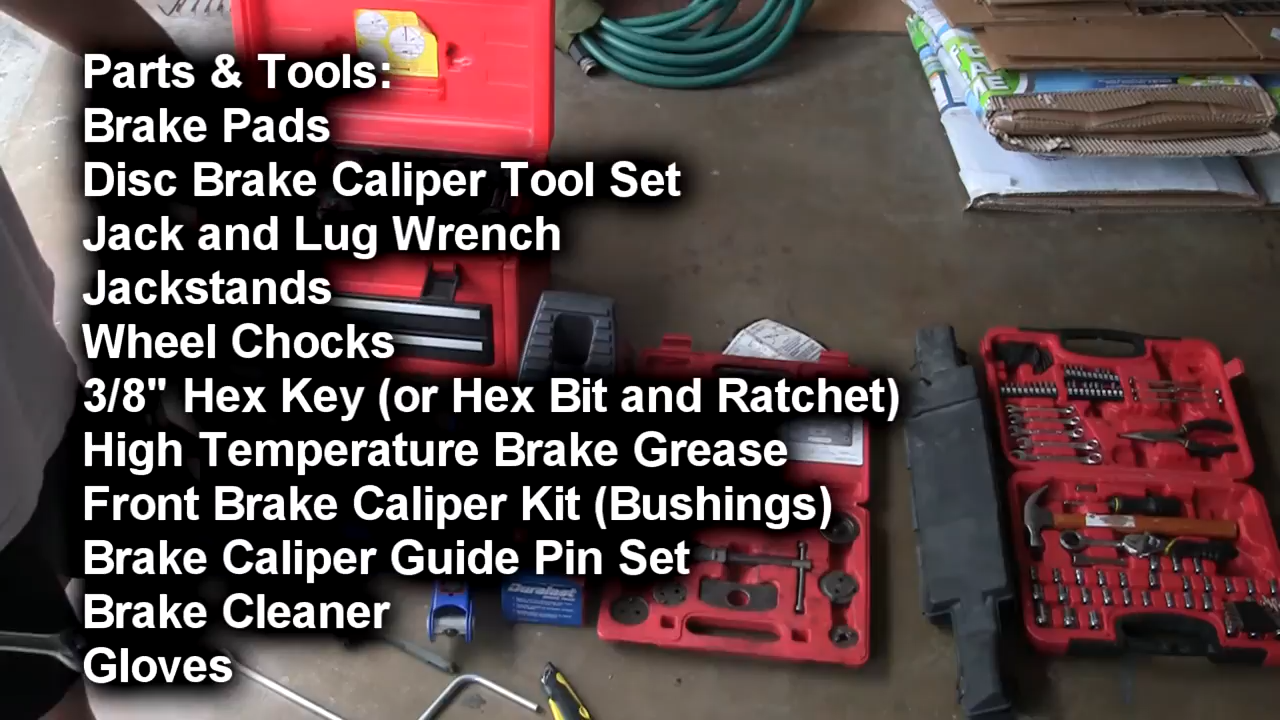 Parts & Tools:
Brake Pads
Disc Brake Caliper Tool Set
Jack and Lug Wrench
Jackstands
Wheel Chocks
3/8" Hex Key (or Hex Bit and Ratchet)
High Temperature Brake Grease
Front Brake Caliper Kit (Bushings)
Brake Caliper Guide Pin Set
Brake Cleaner
Gloves
Duralast